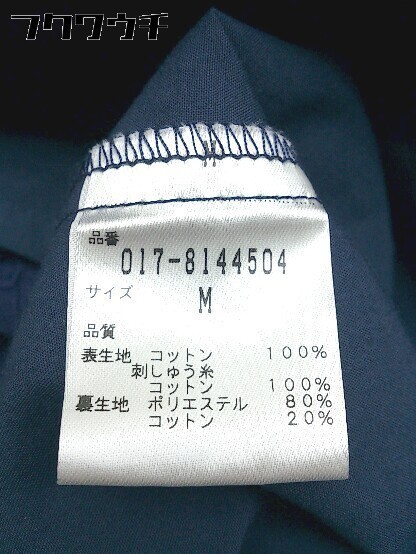 フクワウチ
M
品番
017-8144504
サイズ
M
品質
表生地 コットン 100%
刺しゅう糸
コットン 100%
裏生地 ポリエステル 80%
コットン 20%